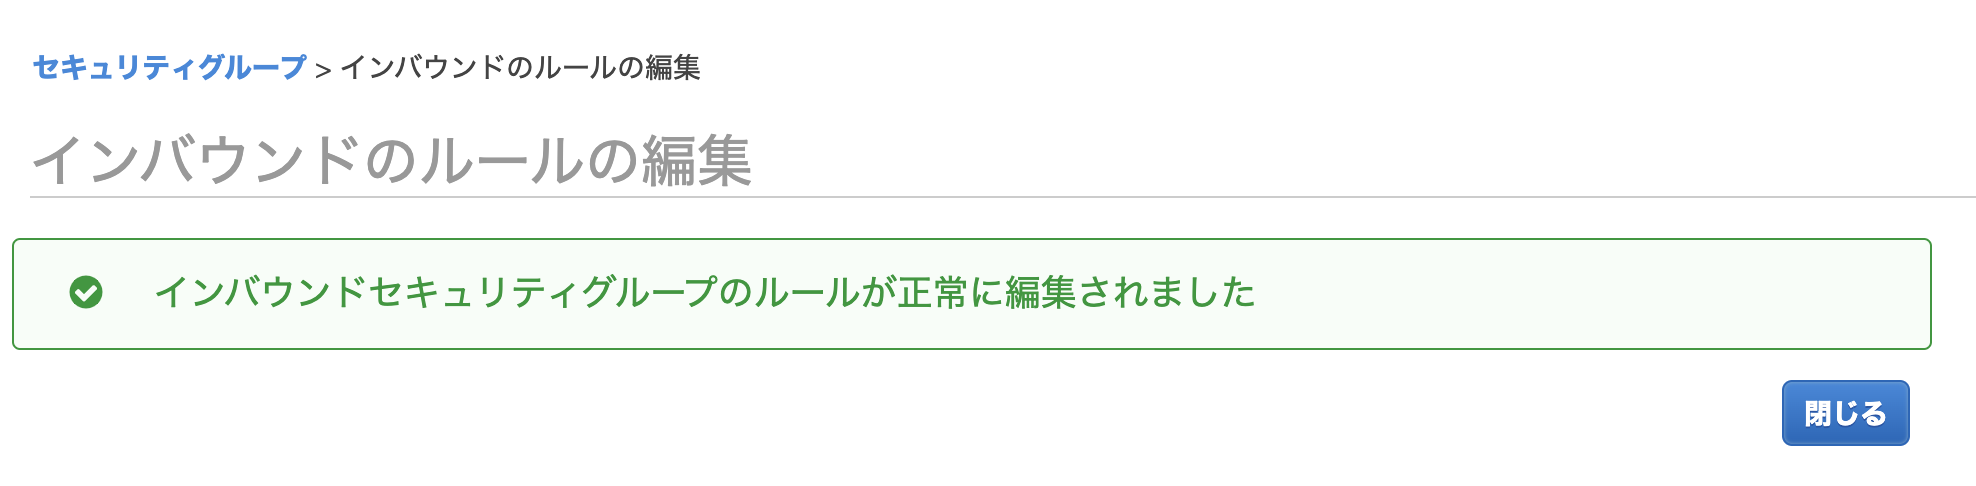 セキュリティグループ > インバウンドのルールの編集
インバウンドのルールの編集
インバウンドセキュリティグループのルールが正常に編集されました
閉じる